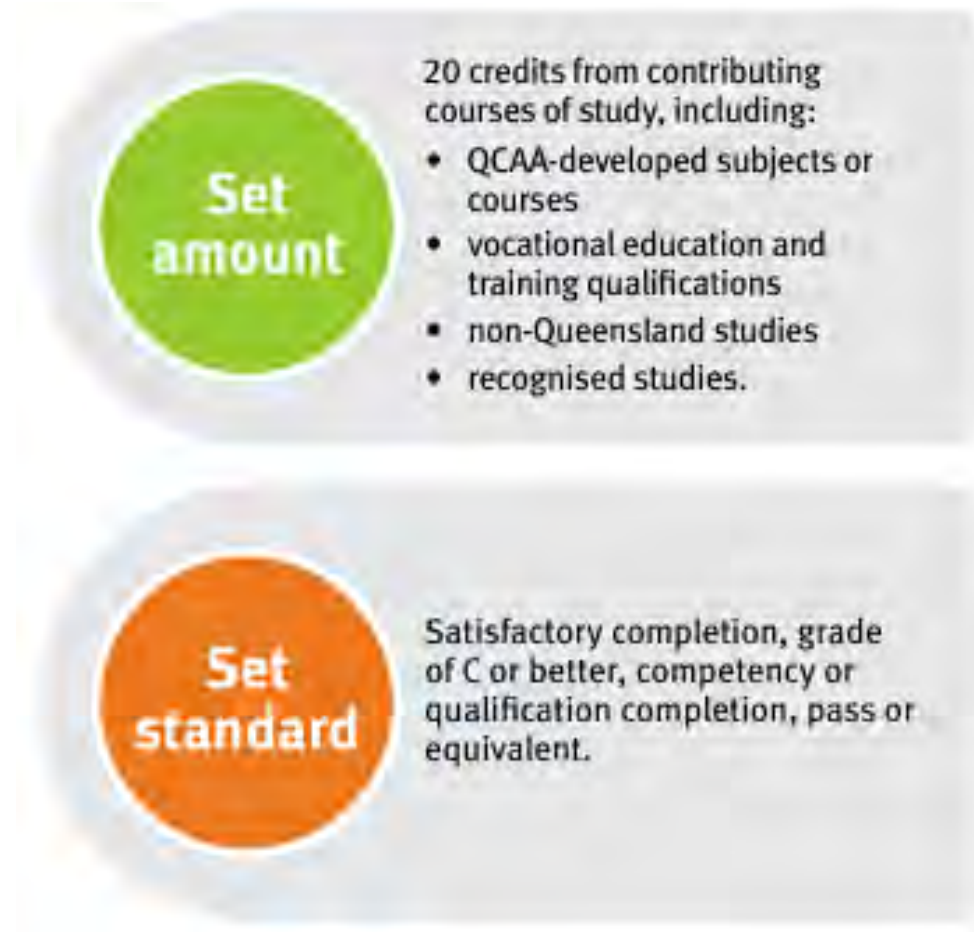 Set
amount
20 credits from contributing
courses of study, including:
• QCAA-developed subjects or
courses
• vocational education and
training qualifications
• non-Queensland studies
• recognised studies.
Set
standard
Satisfactory completion, grade
of C or better, competency or
qualification completion, pass or
equivalent.